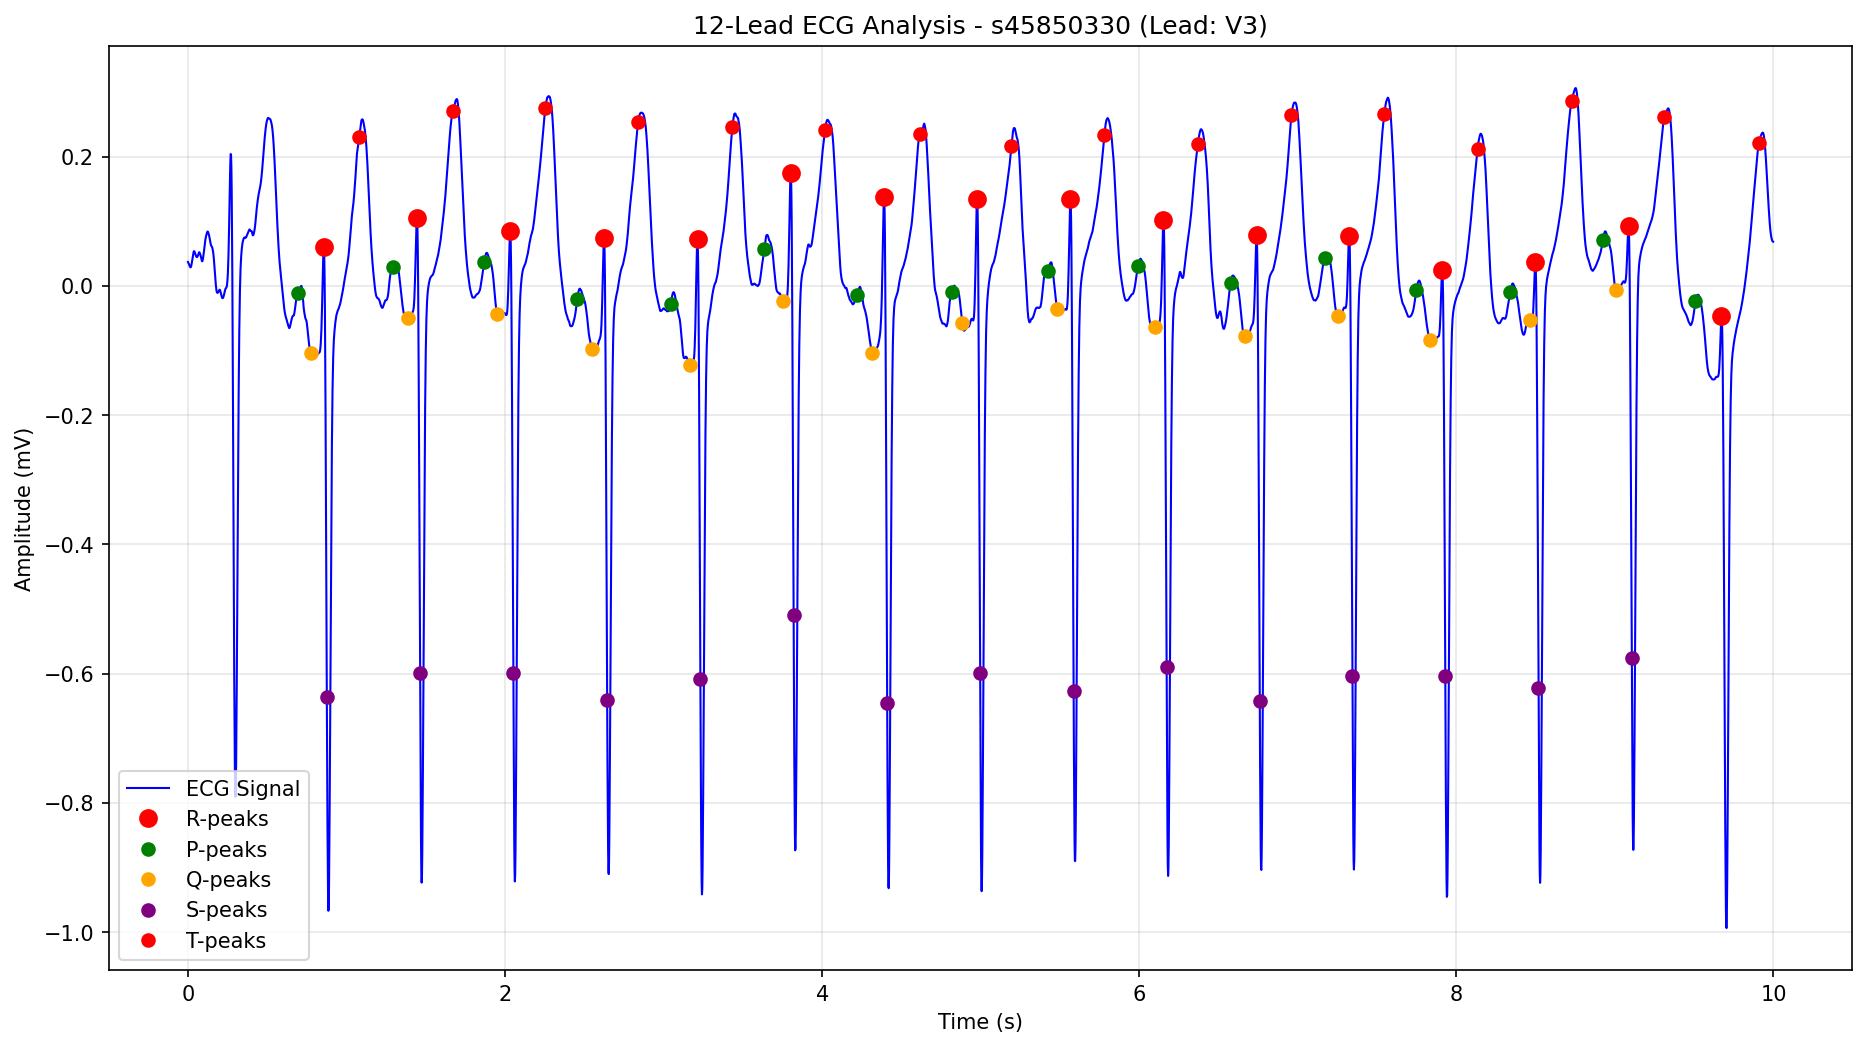 12-Lead ECG Analysis - s45850330 (Lead: V3)
Amplitude (mV)
0.2
0.0
−0.2
−0.4
−0.6
−0.8
−1.0
ECG Signal
R-peaks
P-peaks
Q-peaks
S-peaks
T-peaks
0 2 4 6 8 10
Time (s)